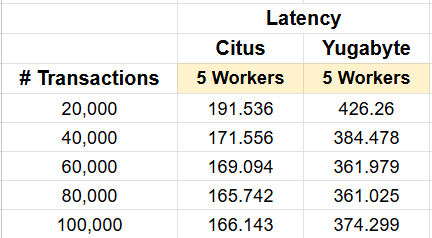 Latency
Citus Yugabyte
# Transactions 5 Workers 5 Workers
20,000 191.536 426.26
40,000 171.556 384.478
60,000 169.094 361.979
80,000 165.742 361.025
100,000 166.143 374.299